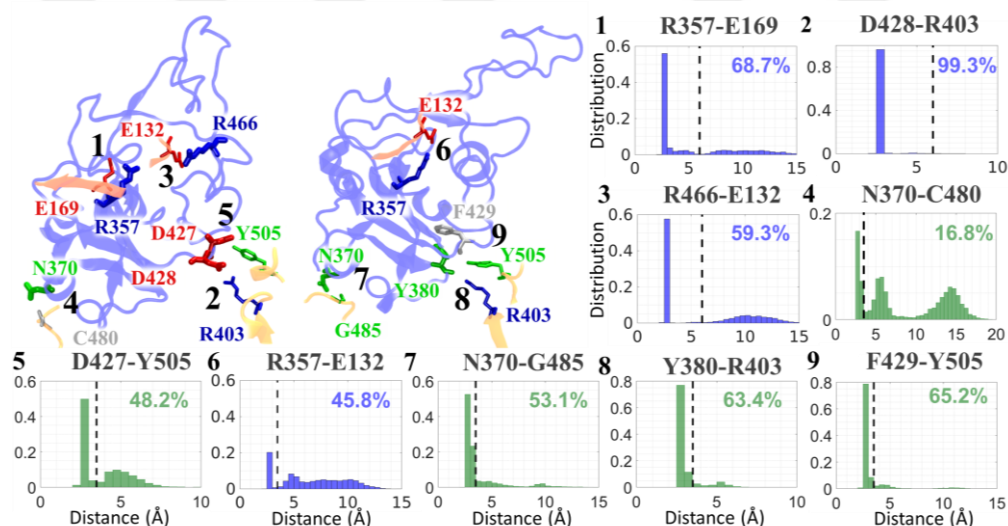 E132
R466
1
3
E169
R357
5
D427
Y505
N370
D428
4
2
C480
R403
E132
6
R357
F429
9
N370
Y505
7
Y380
8
G485
R403
1 R357-E169
Distribution
0.6
0.4
0.2
0
68.7%
0 5 10 15
2 D428-R403
0.8
0.4
0
99.3%
0 5 10
3 R466-E132
Distribution
0.6
0.4
0.2
0
59.3%
0 5 10 15
4 N370-C480
0.2
0.1
0
16.8%
0 5 10 15 20
5 D427-Y505
0.6
0.4
0.2
0
48.2%
0 5 10
Distance (Å)
6 R357-E132
0.6
0.4
0.2
0
45.8%
0 5 10 15
Distance (Å)
7 N370-G485
0.6
0.4
0.2
0
53.1%
0 5 10 15
Distance (Å)
8 Y380-R403
0.8
0.6
0.4
0.2
0
63.4%
0 5 10
Distance (Å)
9 F429-Y505
0.8
0.6
0.4
0.2
0
65.2%
0 5 10 15
Distance (Å)